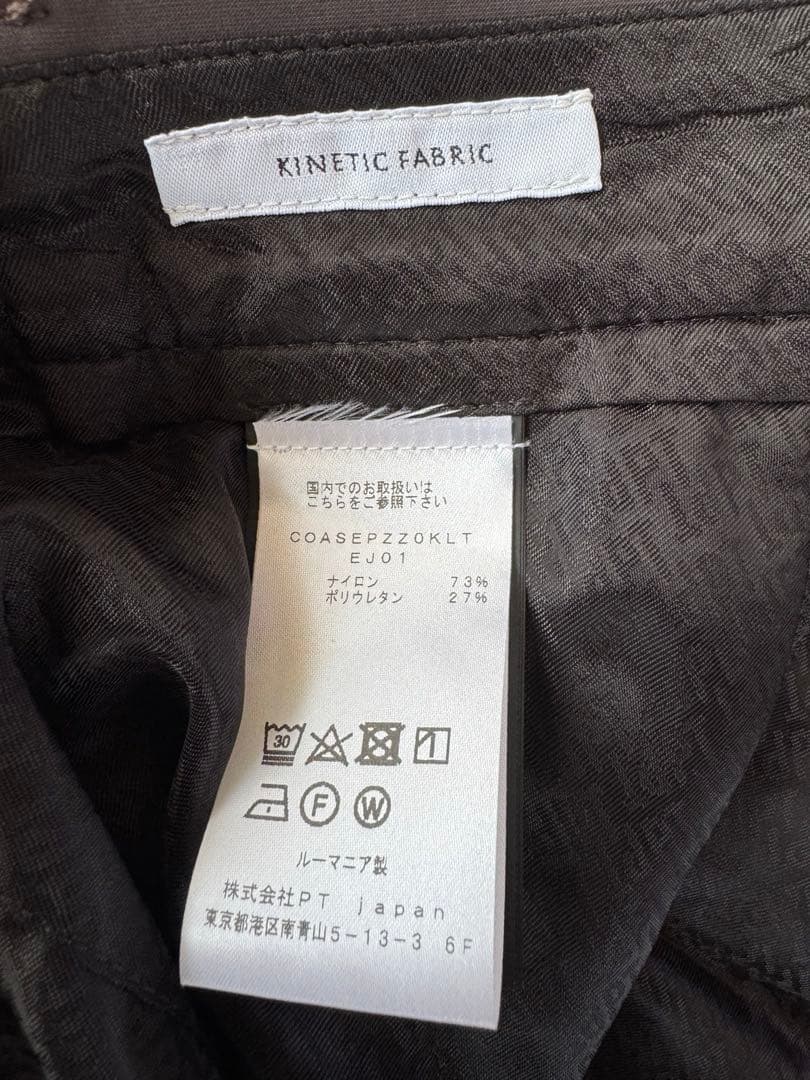 KINETIC FABRIC
国内でのお取扱いは
こちらをご参照下さい
COASEPZZ0KLT
EJ01
ナイロン 73%
ポリウレタン 27%
30
F W
ルーマニア製
株式会社PT japan
東京都港区南青山5-13-3 6F